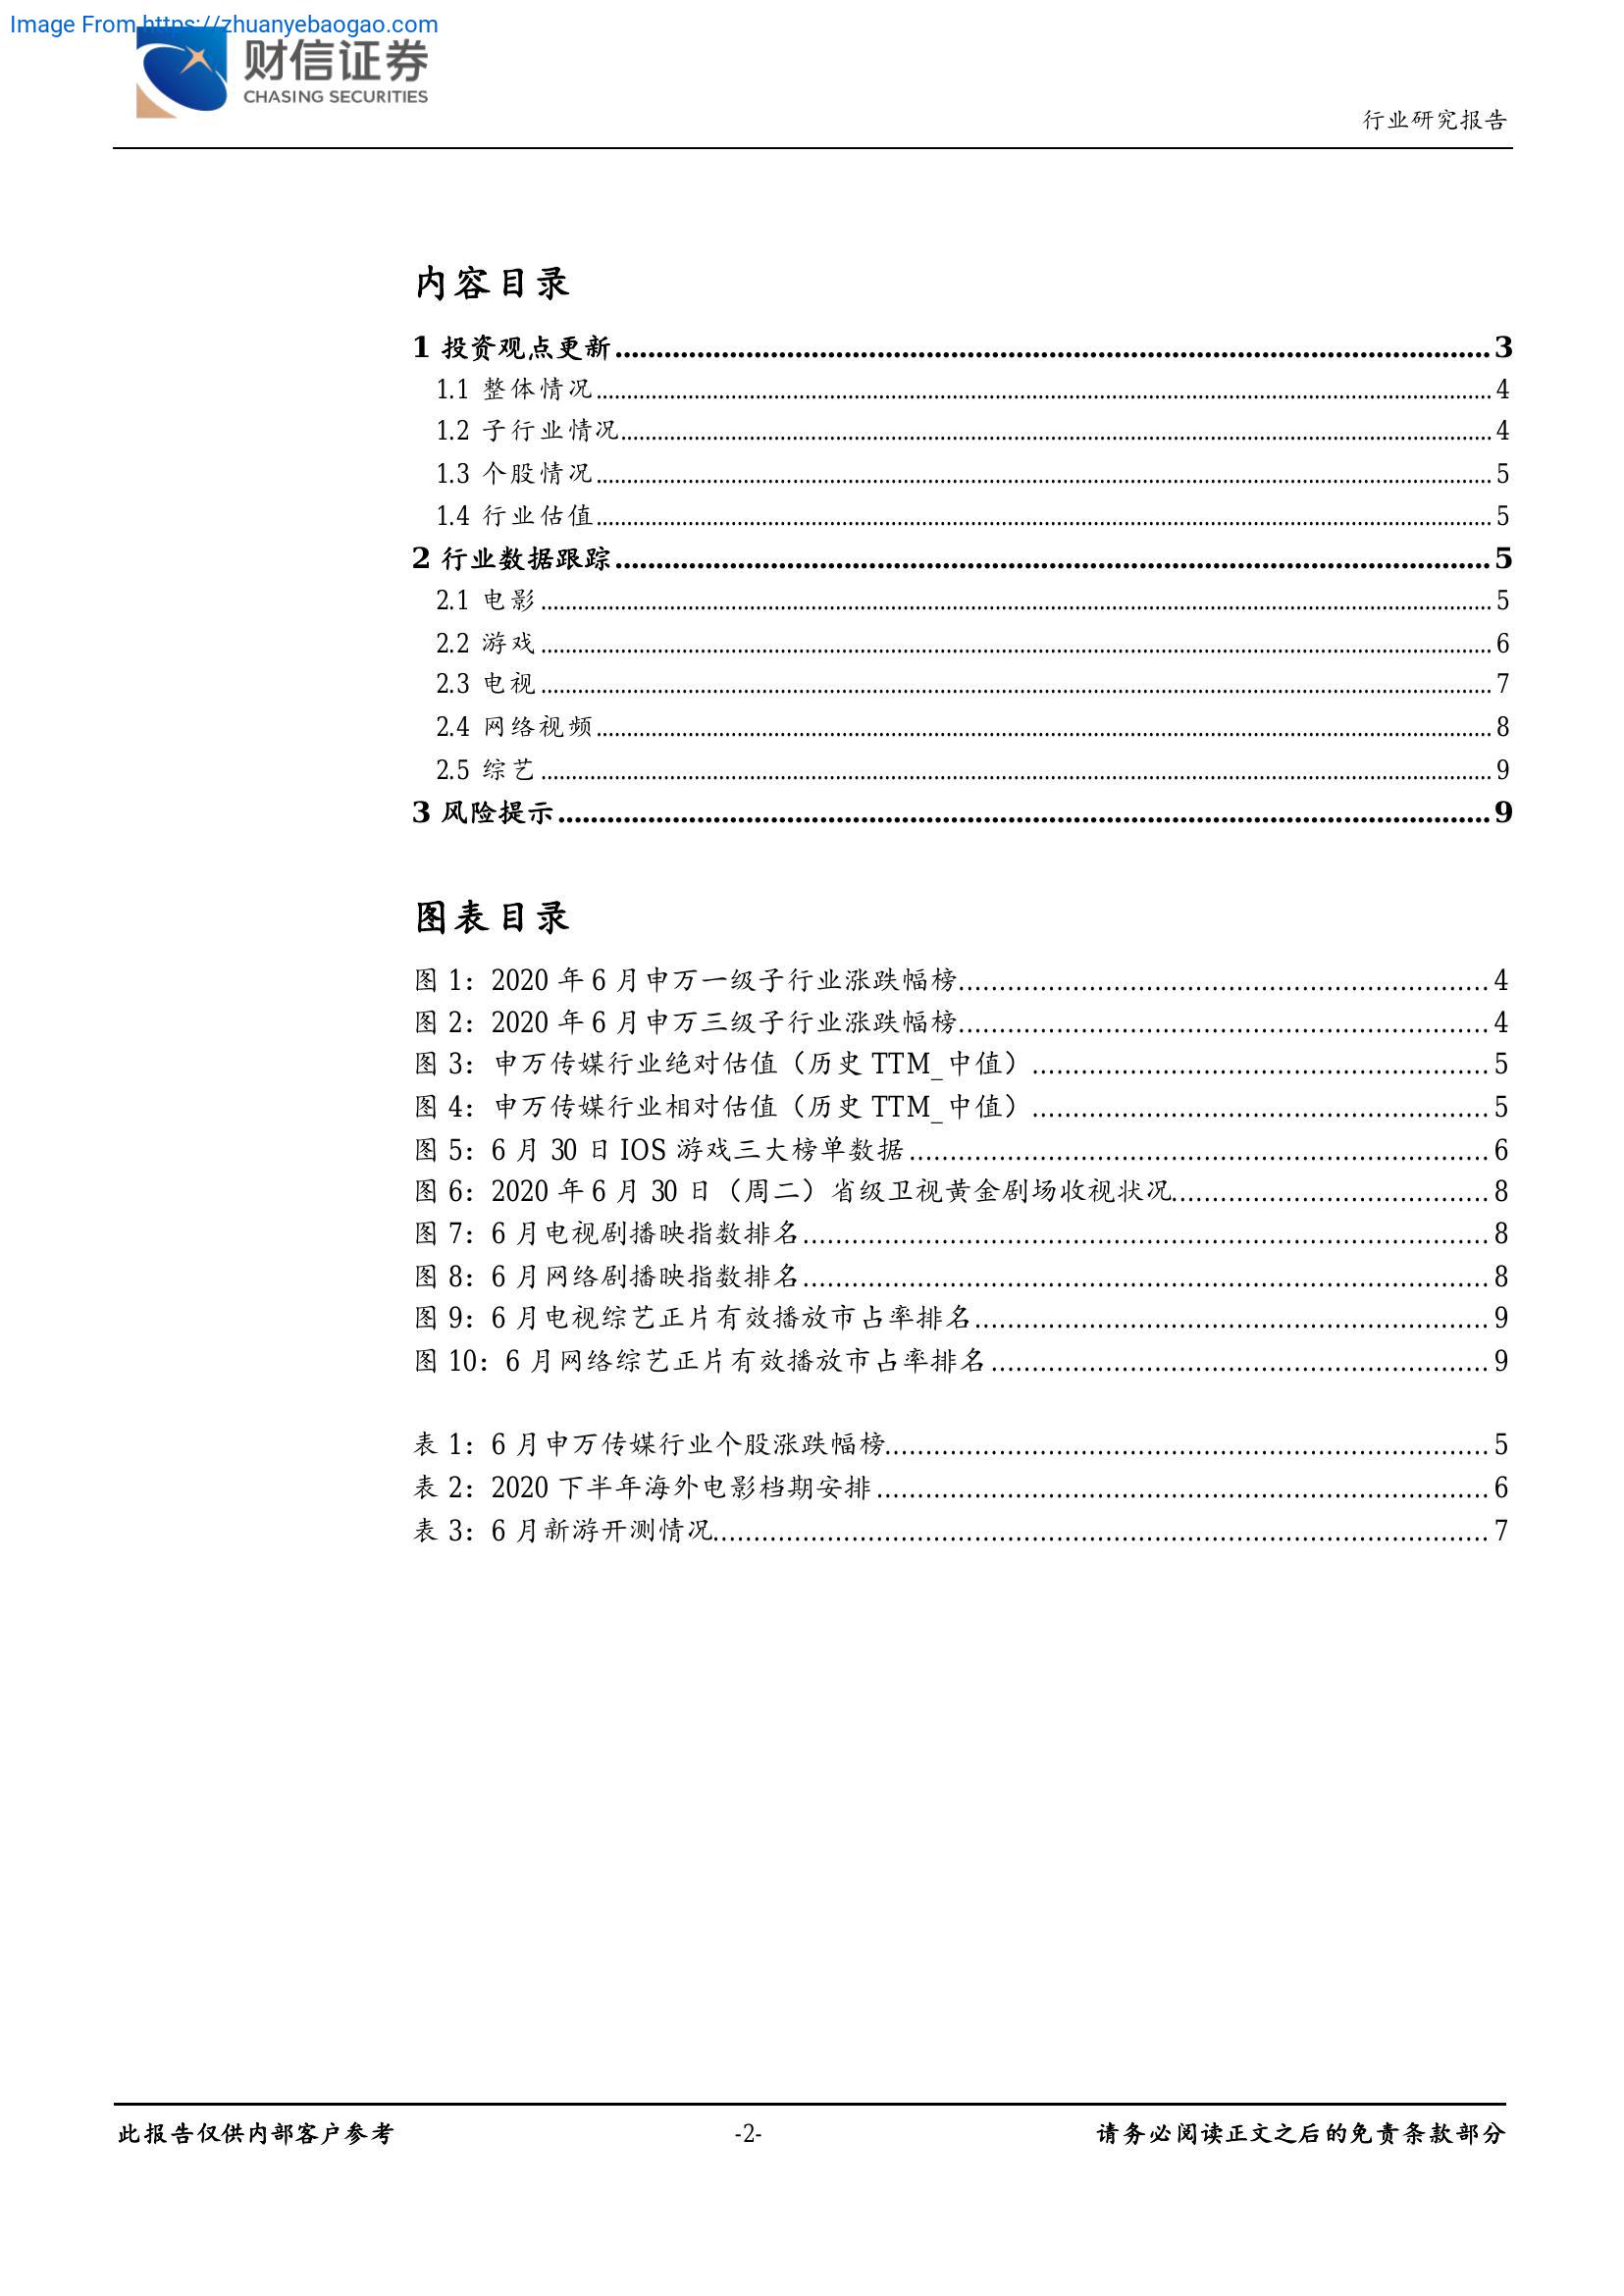 Image From https://zhuanyebaogao.com
财信证券
CHASING SECURITIES
行业研究报告
内容目录
1 投资观点更新........................................3
1.1 整体情况........................................4
1.2 子行业情况........................................4
1.3 个股情况........................................5
1.4 行业估值........................................5
2 行业数据跟踪........................................5
2.1 电影........................................5
2.2 游戏........................................6
2.3 电视........................................7
2.4 网络视频........................................8
2.5 综艺........................................9
3 风险提示........................................9
图表目录
图 1：2020 年 6 月申万一级子行业涨跌幅榜........................................4
图 2：2020 年 6 月申万三级子行业涨跌幅榜........................................4
图 3：申万传媒行业绝对估值（历史 TTM_中值）........................................5
图 4：申万传媒行业相对估值（历史 TTM_中值）........................................5
图 5：6 月 30 日 IOS 游戏三大榜单数据........................................6
图 6：2020 年 6 月 30 日（周二）省级卫视黄金剧场收视状况........................................8
图 7：6 月电视剧播映指数排名........................................8
图 8：6 月网络剧播映指数排名........................................8
图 9：6 月电视综艺正片有效播放市占率排名........................................9
图 10：6 月网络综艺正片有效播放市占率排名........................................9
表 1：6 月申万传媒行业个股涨跌幅榜........................................5
表 2：2020 下半年海外电影档期安排........................................6
表 3：6 月新游开测情况........................................7
此报告仅供内部客户参考
-2-
请务必阅读正文之后的免责条款部分